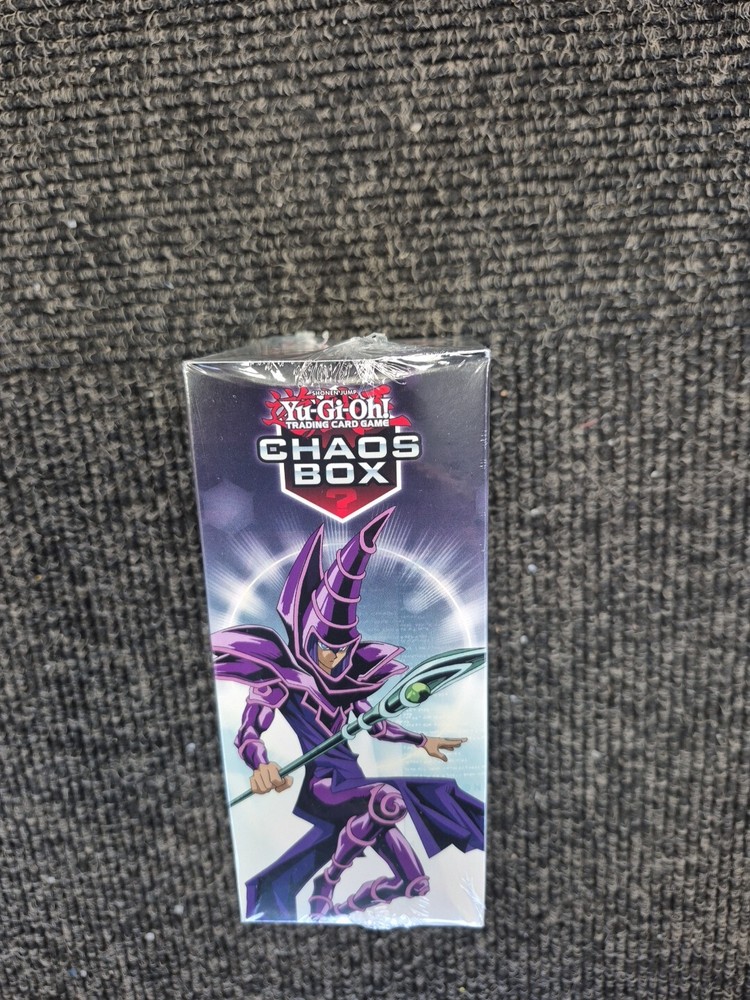 SHONEN JUMP
Yu-Gi-Oh!
TRADING CARD GAME
CHAOS
BOX
?